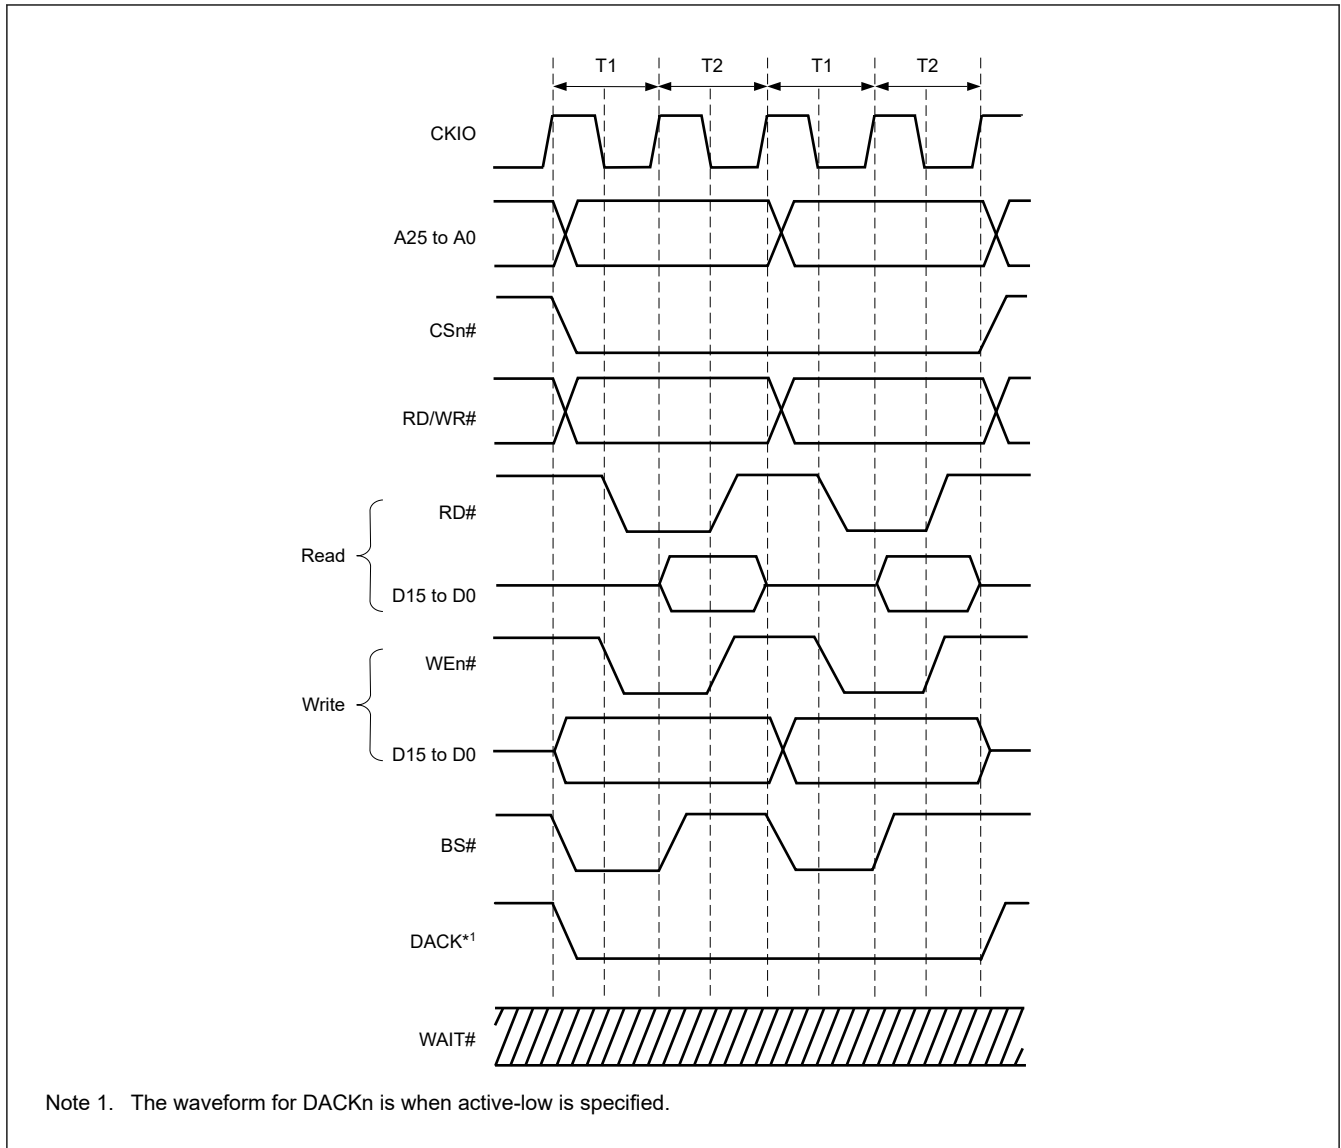 T1 T2 T1 T2
CKIO
A25 to A0
CSn#
RD/WR#
RD#
Read
D15 to D0
WEn#
Write
D15 to D0
BS#
DACK*1
WAIT#
Note 1. The waveform for DACKn is when active-low is specified.